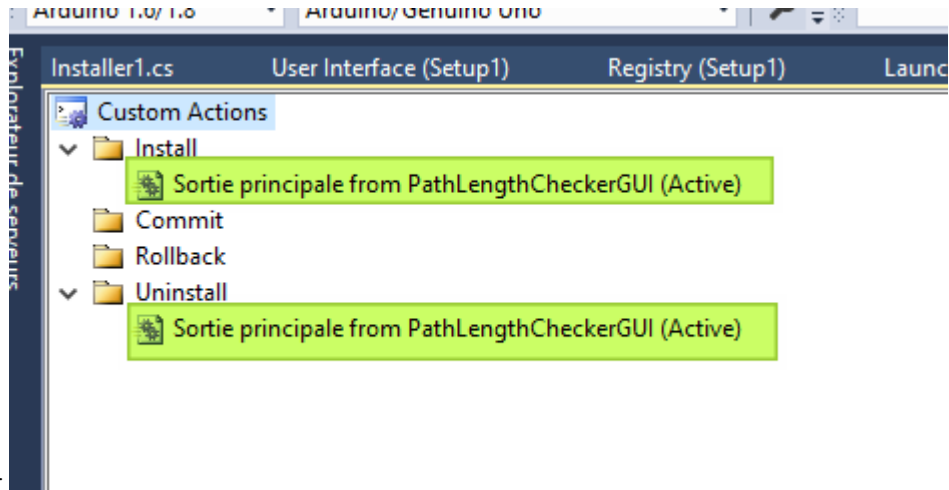 Arduino 1.6/1.8 Arduino/Genuino Uno
Explorateur de serveurs
Installer1.cs User Interface (Setup1) Registry (Setup1) Launc
Custom Actions
Install
Sortie principale from PathLengthCheckerGUI (Active)
Commit
Rollback
Uninstall
Sortie principale from PathLengthCheckerGUI (Active)